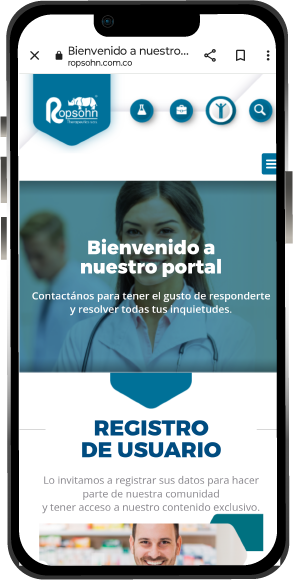 Bienvenido a nuestro...
ropsohn.com.co
Ropsohn
Bienvenido a
nuestro portal
Contactános para tener el gusto de responderte
y resolver todas tus inquietudes.
REGISTRO
DE USUARIO
Lo invitamos a registrar sus datos para hacer
parte de nuestra comunidad
y tener acceso a nuestro contenido exclusivo.